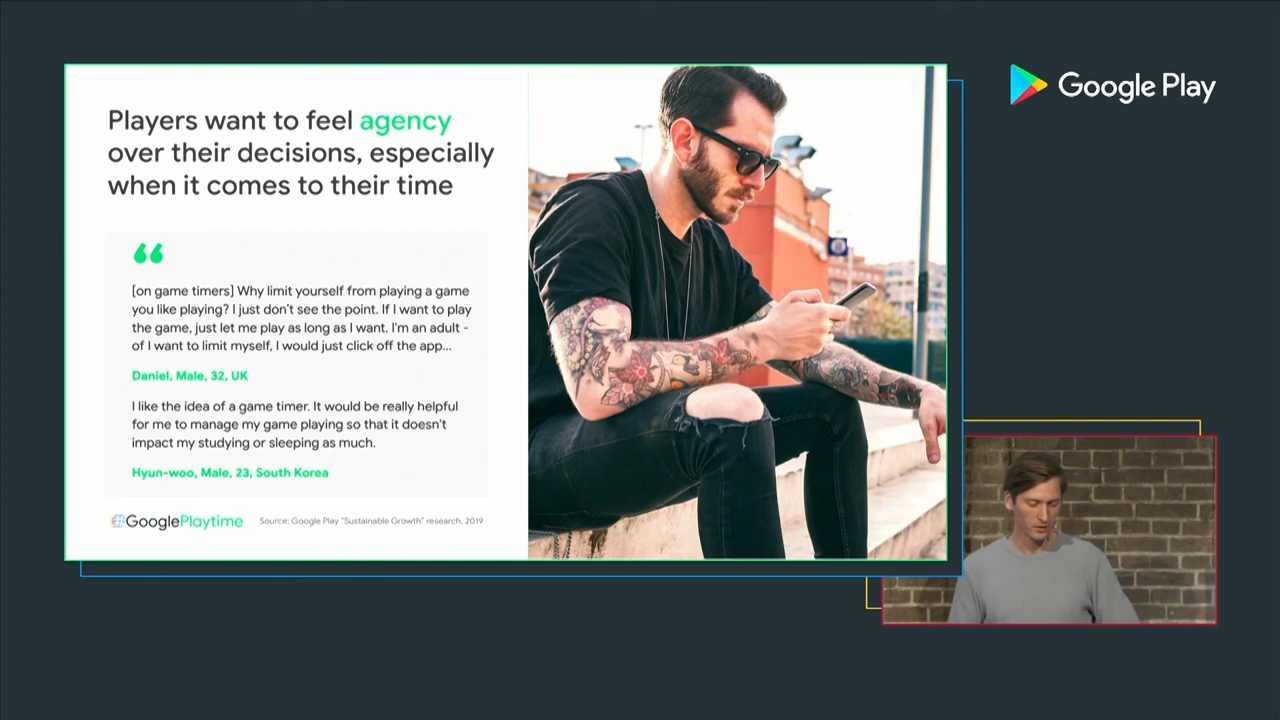 Players want to feel agency
over their decisions, especially
when it comes to their time
“
[on game timers] Why limit yourself from playing a game
you like playing? I just don't see the point. If I want to play
the game, just let me play as long as I want. I'm an adult -
of I want to limit myself, I would just click off the app...
Daniel, Male, 32, UK
I like the idea of a game timer. It would be really helpful
for me to manage my game playing so that it doesn't
impact my studying or sleeping as much.
Hyun-woo, Male, 23, South Korea
GooglePlaytime
Source: Google Play "Sustainable Growth" research, 2019
Google Play